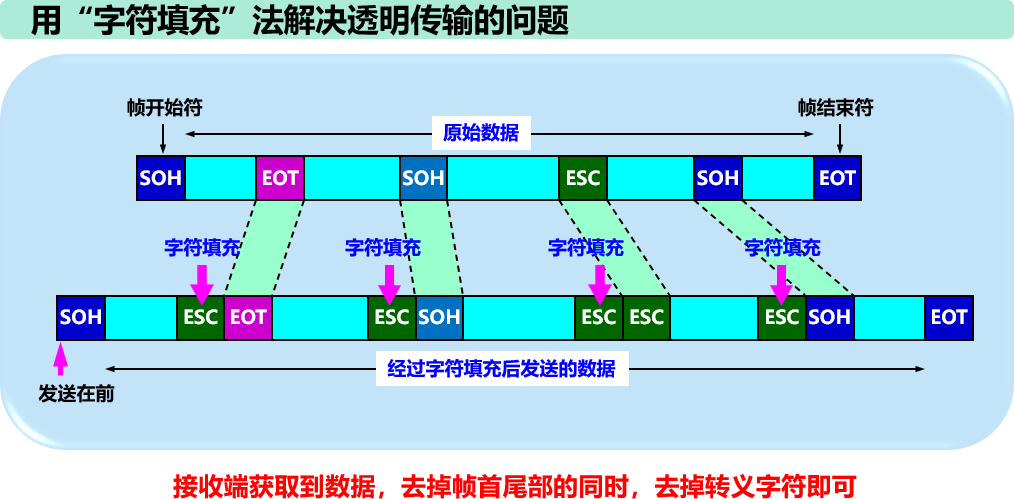 用“字符填充”法解决透明传输的问题
帧开始符
帧结束符
原始数据
SOH EOT SOH ESC SOH EOT
字符填充 字符填充 字符填充 字符填充
SOH ESC EOT ESC SOH ESC ESC ESC SOH EOT
经过字符填充后发送的数据
发送在前
接收端获取到数据，去掉帧首尾部的同时，去掉转义字符即可